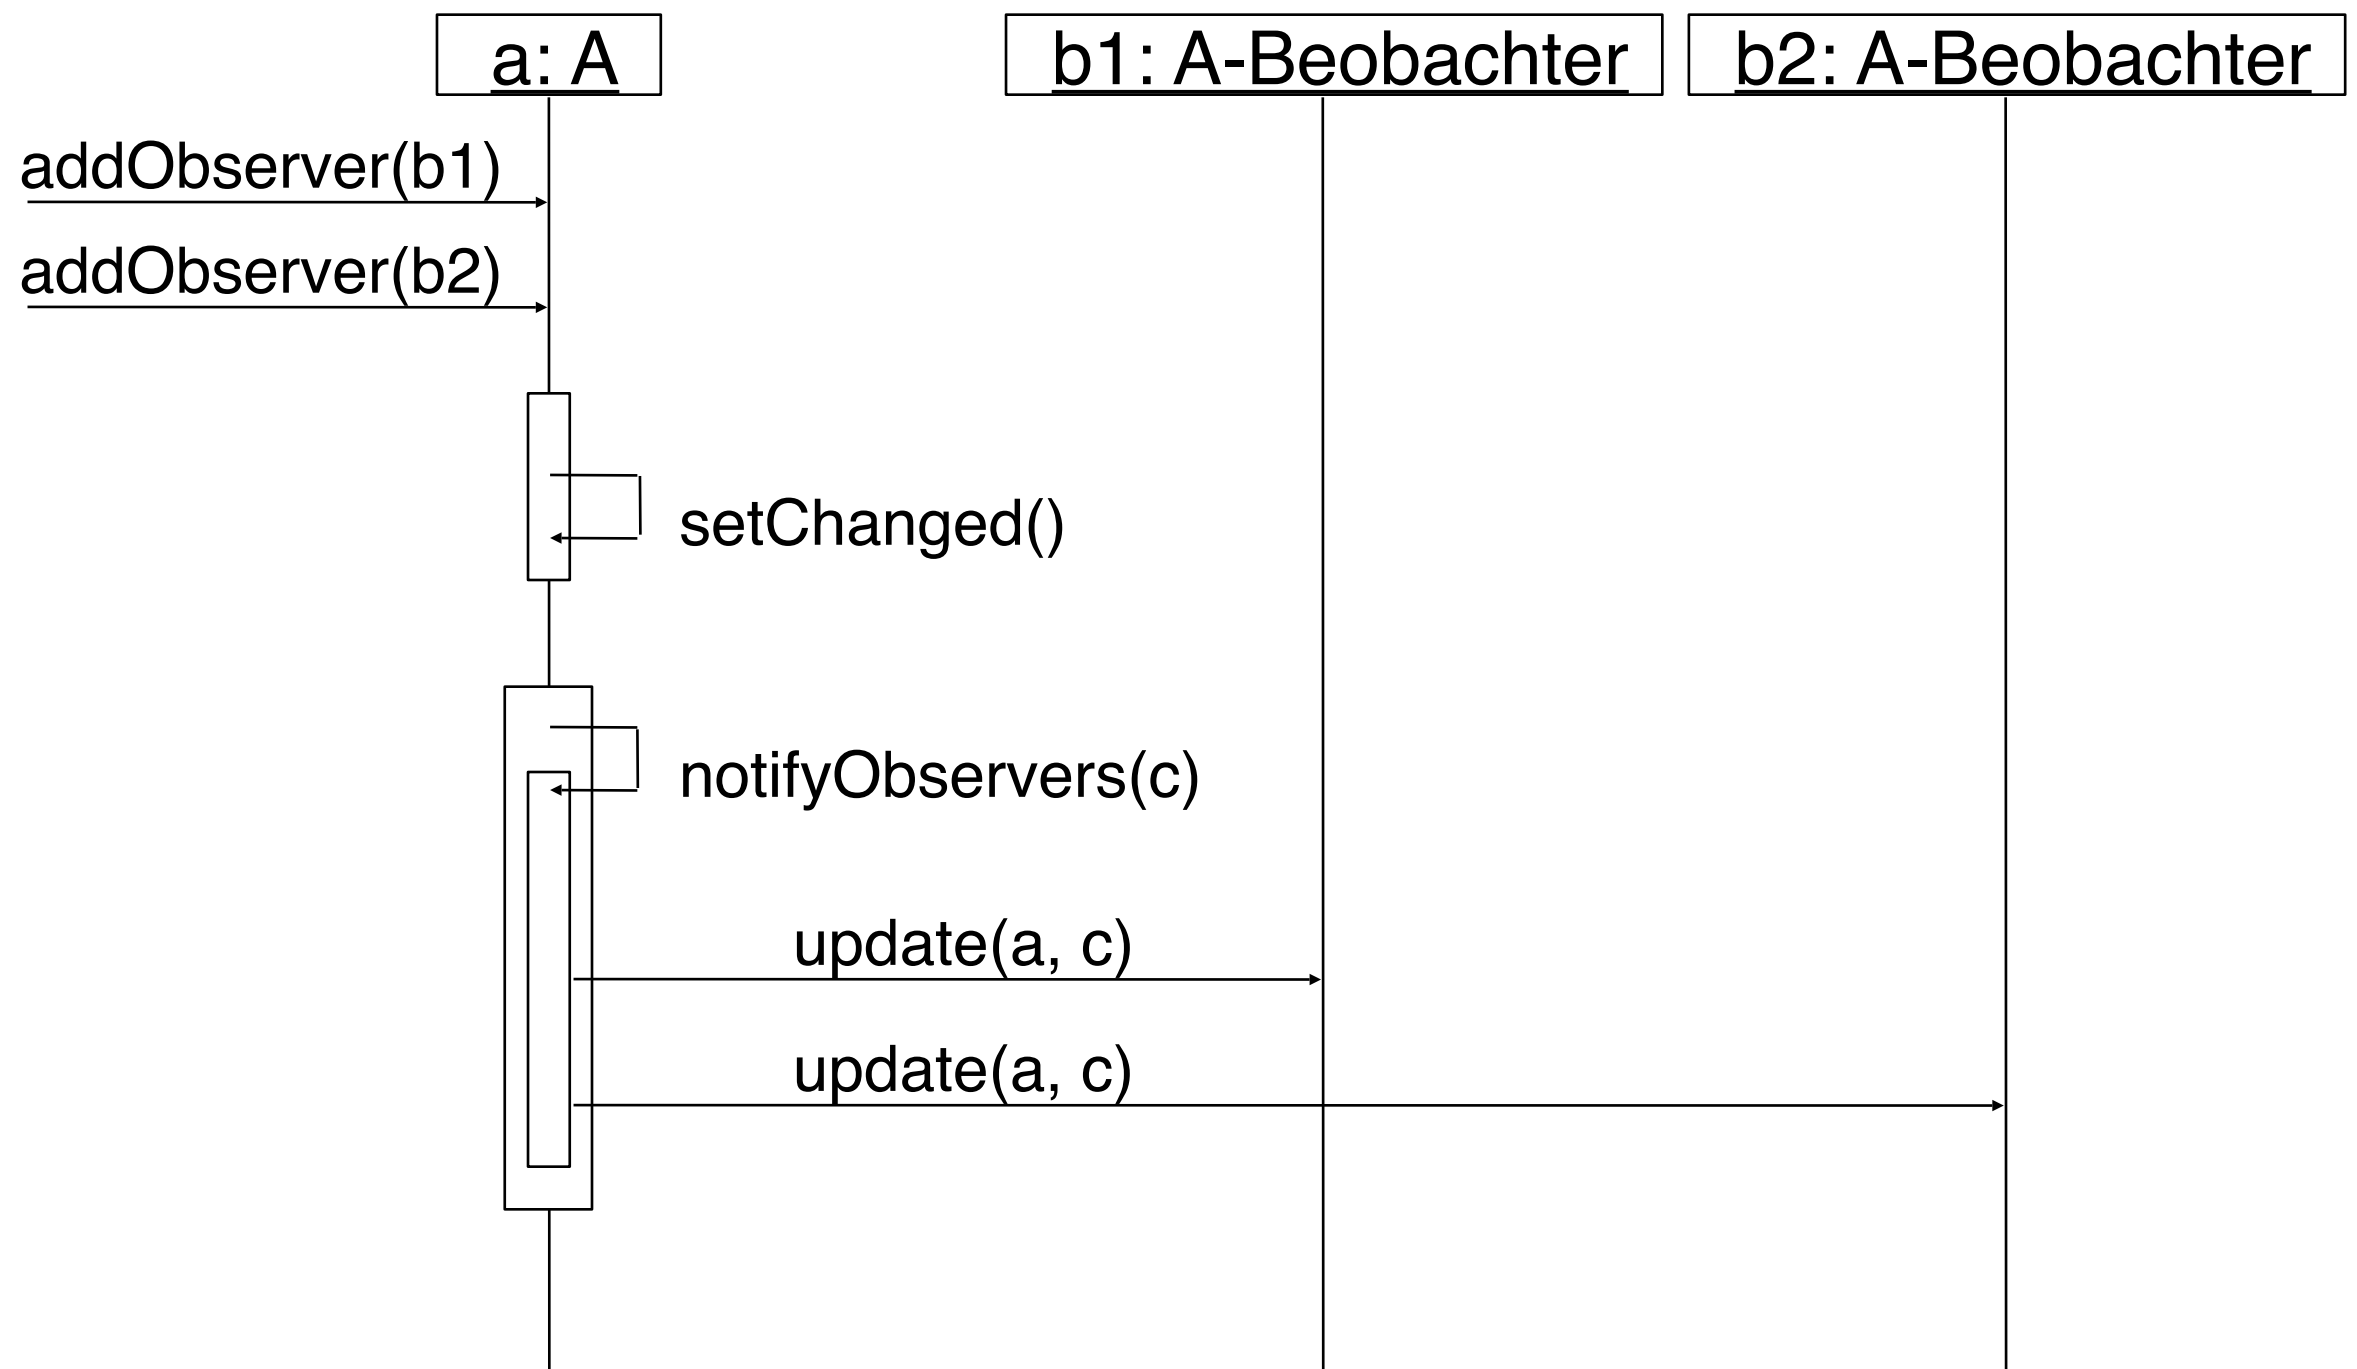 a: A
b1: A-Beobachter
b2: A-Beobachter
addObserver(b1)
addObserver(b2)
setChanged()
notifyObservers(c)
update(a, c)
update(a, c)